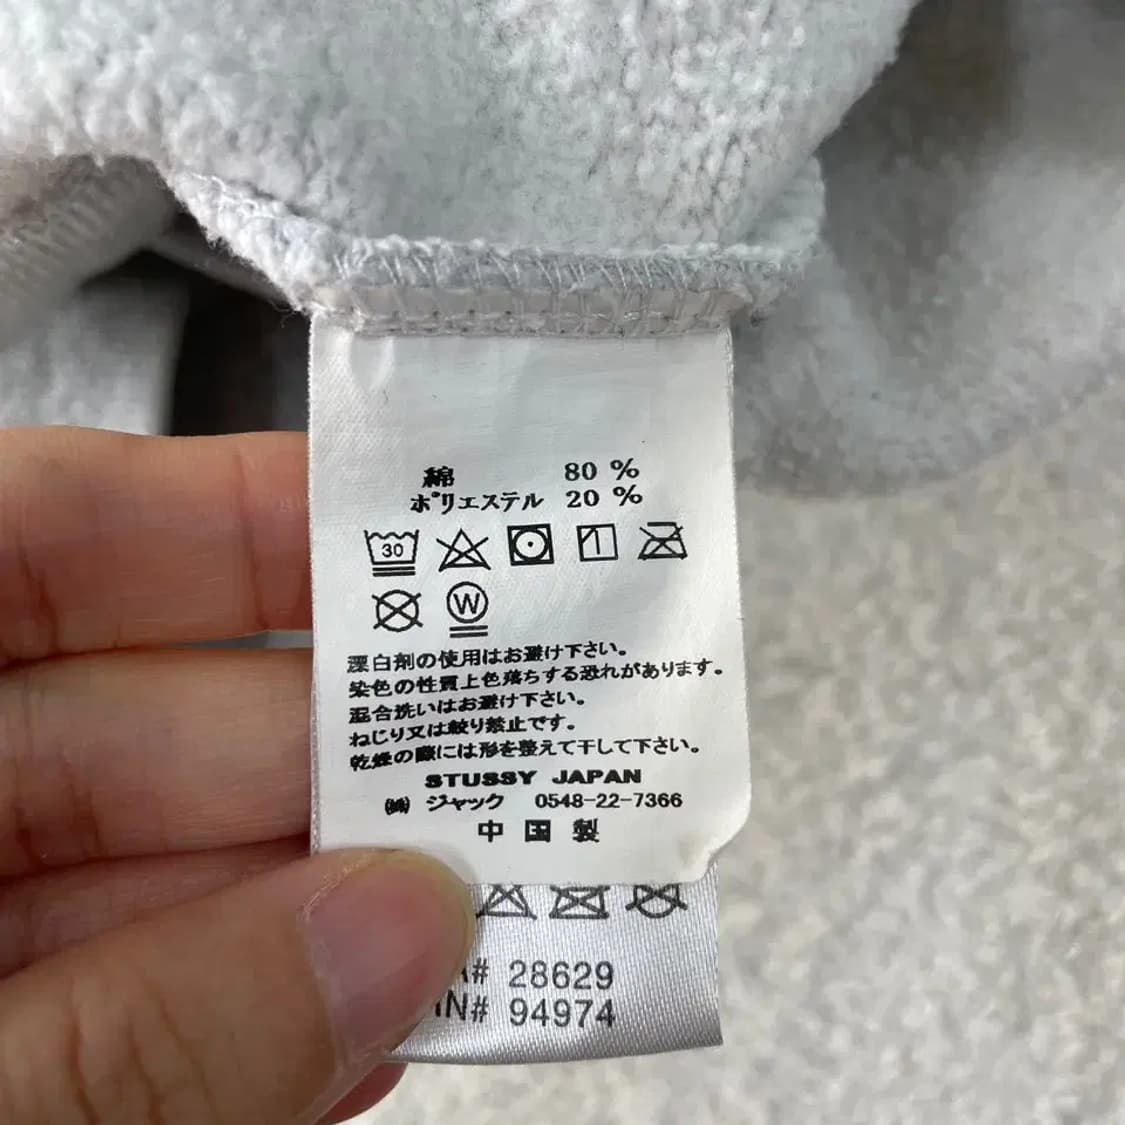 綿 80 %
ポリエステル 20 %
30
W
漂白剤の使用はお避け下さい。
染色の性質上色落ちする恐れがあります。
混合洗いはお避け下さい。
ねじり又は絞り禁止です。
乾燥の際には形を整えて干して下さい。
STUSSY JAPAN
㈱ ジャック 0548-22-7366
中国製
A# 28629
IN# 94974